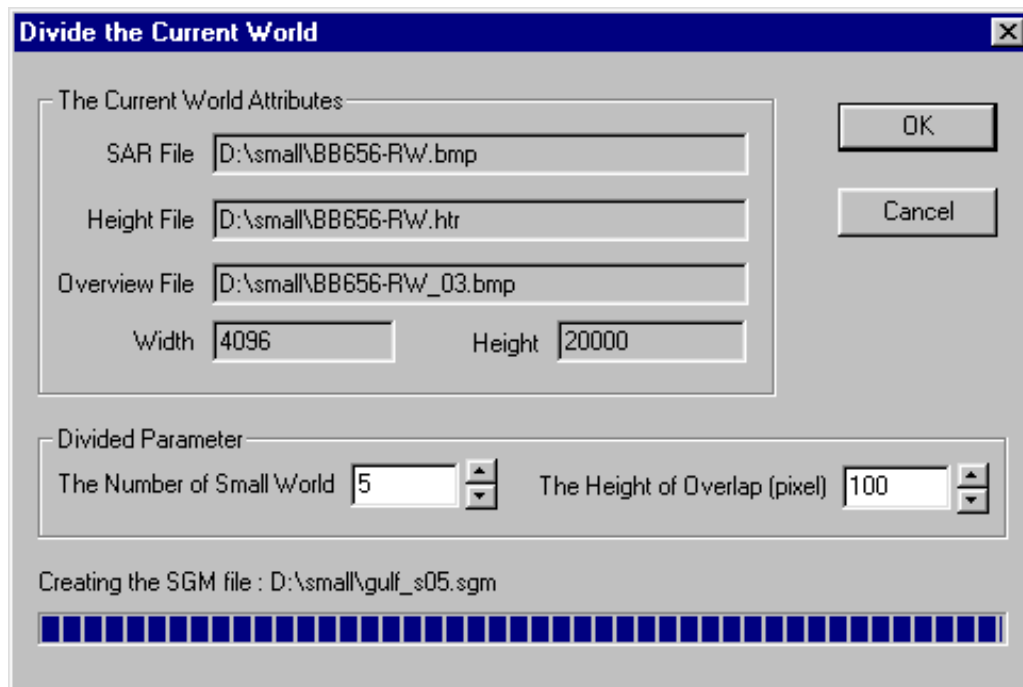 Divide the Current World
The Current World Attributes
SAR File D:\small\BB656-RW.bmp
Height File D:\small\BB656-RW.htr
Overview File D:\small\BB656-RW_03.bmp
Width 4096 Height 20000
OK
Cancel
Divided Parameter
The Number of Small World 5 The Height of Overlap (pixel) 100
Creating the SGM file : D:\small\gulf_s05.sgm